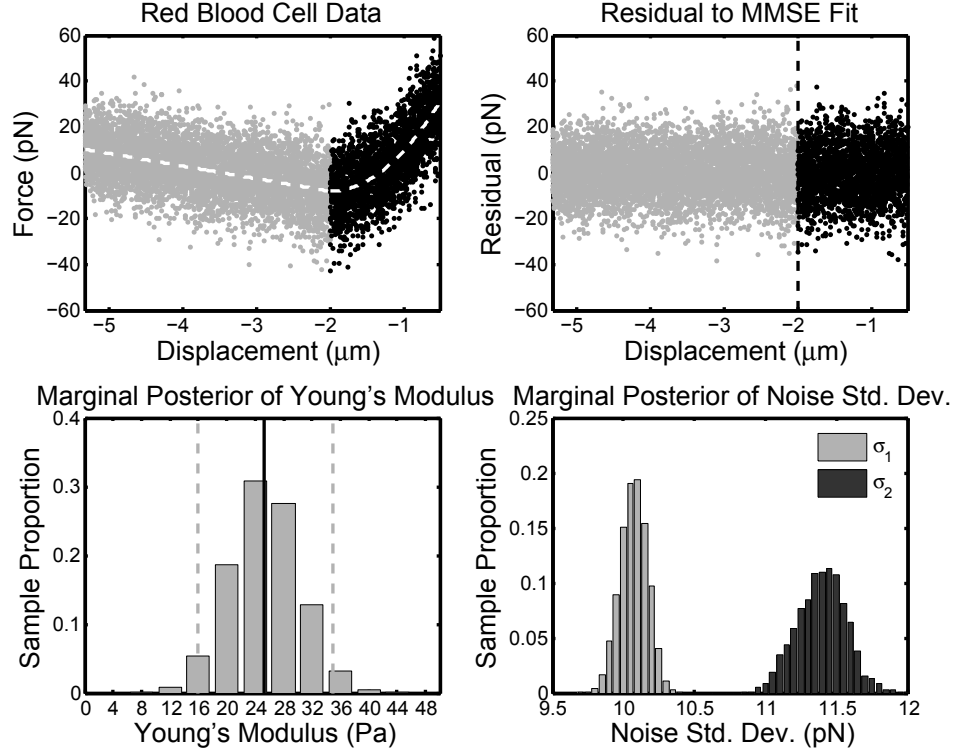 Red Blood Cell Data
Residual to MMSE Fit
60
40
20
0
−20
−40
−60
Force (pN)
−5 −4 −3 −2 −1
Displacement (μm)
60
40
20
0
−20
−40
−60
Residual (pN)
−5 −4 −3 −2 −1
Displacement (μm)
Marginal Posterior of Young's Modulus
Marginal Posterior of Noise Std. Dev.
0.4
0.3
0.2
0.1
0
Sample Proportion
0 4 8 12 16 20 24 28 32 36 40 44 48
Young's Modulus (Pa)
0.25
0.2
0.15
0.1
0.05
0
Sample Proportion
σ1
σ2
9.5 10 10.5 11 11.5 12
Noise Std. Dev. (pN)